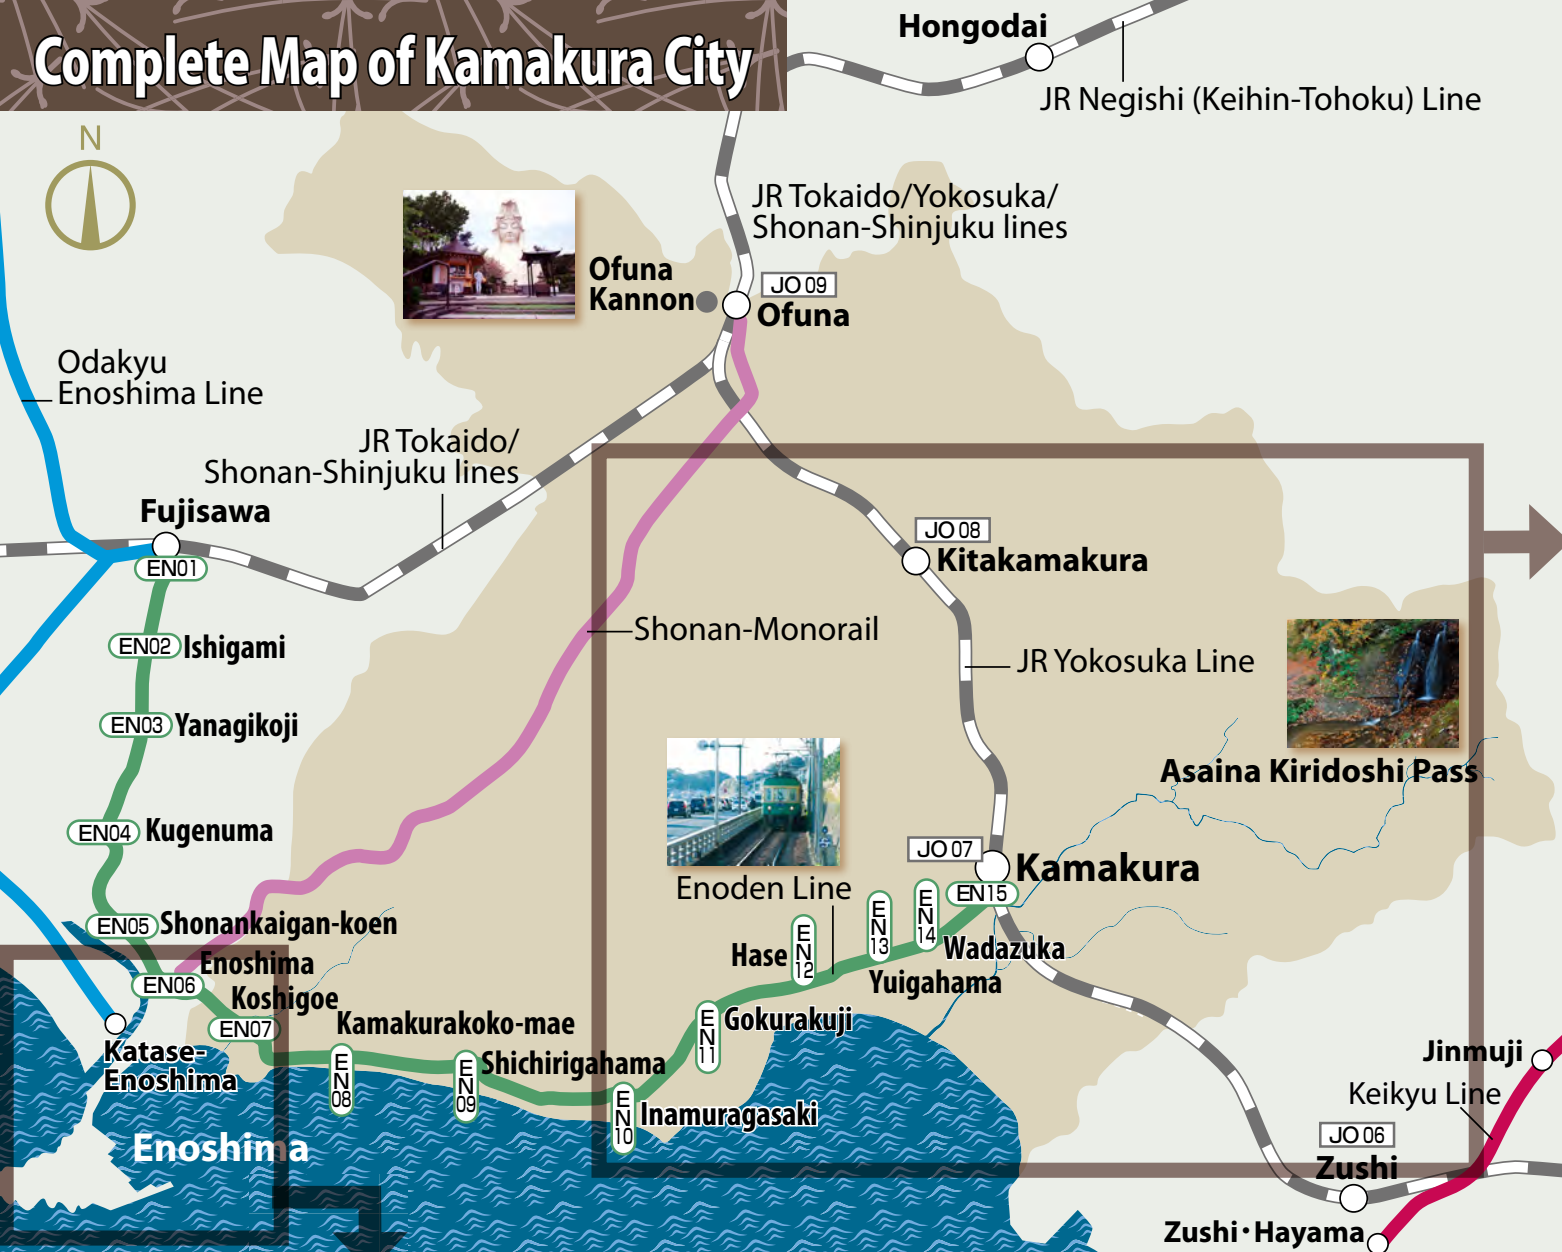 Complete Map of Kamakura City
Hongodai
JR Negishi (Keihin-Tohoku) Line
N
JR Tokaido/Yokosuka/
Shonan-Shinjuku lines
Ofuna
Kannon
JO 09
Ofuna
Odakyu
Enoshima Line
JR Tokaido/
Shonan-Shinjuku lines
Fujisawa
EN01
JO 08
Kitakamakura
EN02 Ishigami
Shonan-Monorail
JR Yokosuka Line
EN03 Yanagikoji
Asaina Kiridoshi Pass
EN04 Kugenuma
JO 07
Kamakura
Enoden Line
EN15
EN05 Shonankaigan-koen
EN14
EN13
EN12
Hase
Wadazuka
Yuigahama
Enoshima
EN06
Koshigoe
EN07
Kamakurakoko-mae
EN08
Shichirigahama
EN09
Gokurakuji
EN11
Inamuragasaki
EN10
Katase-
Enoshima
Enoshima
Jinmuji
Keikyu Line
JO 06
Zushi
Zushi・Hayama